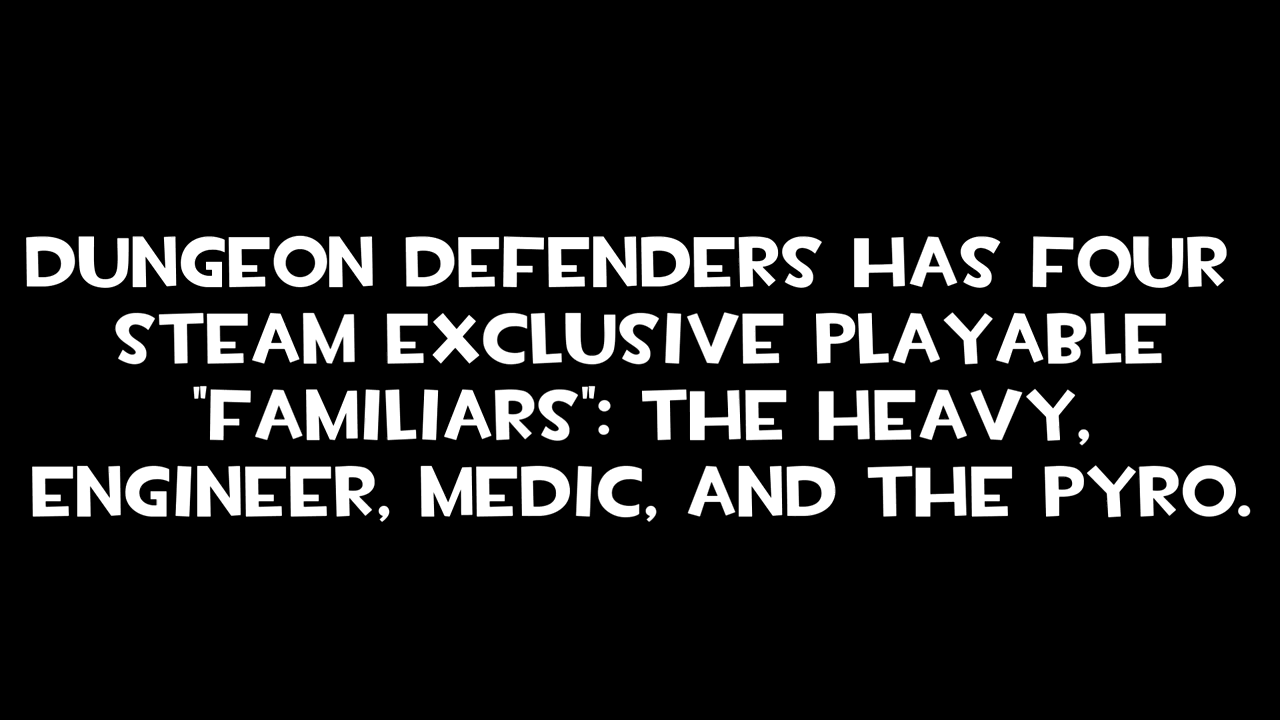 DUNGEON DEFENDERS HAS FOUR
STEAM EXCLUSIVE PLAYABLE
"FAMILIARS": THE HEAVY,
ENGINEER, MEDIC, AND THE PYRO.